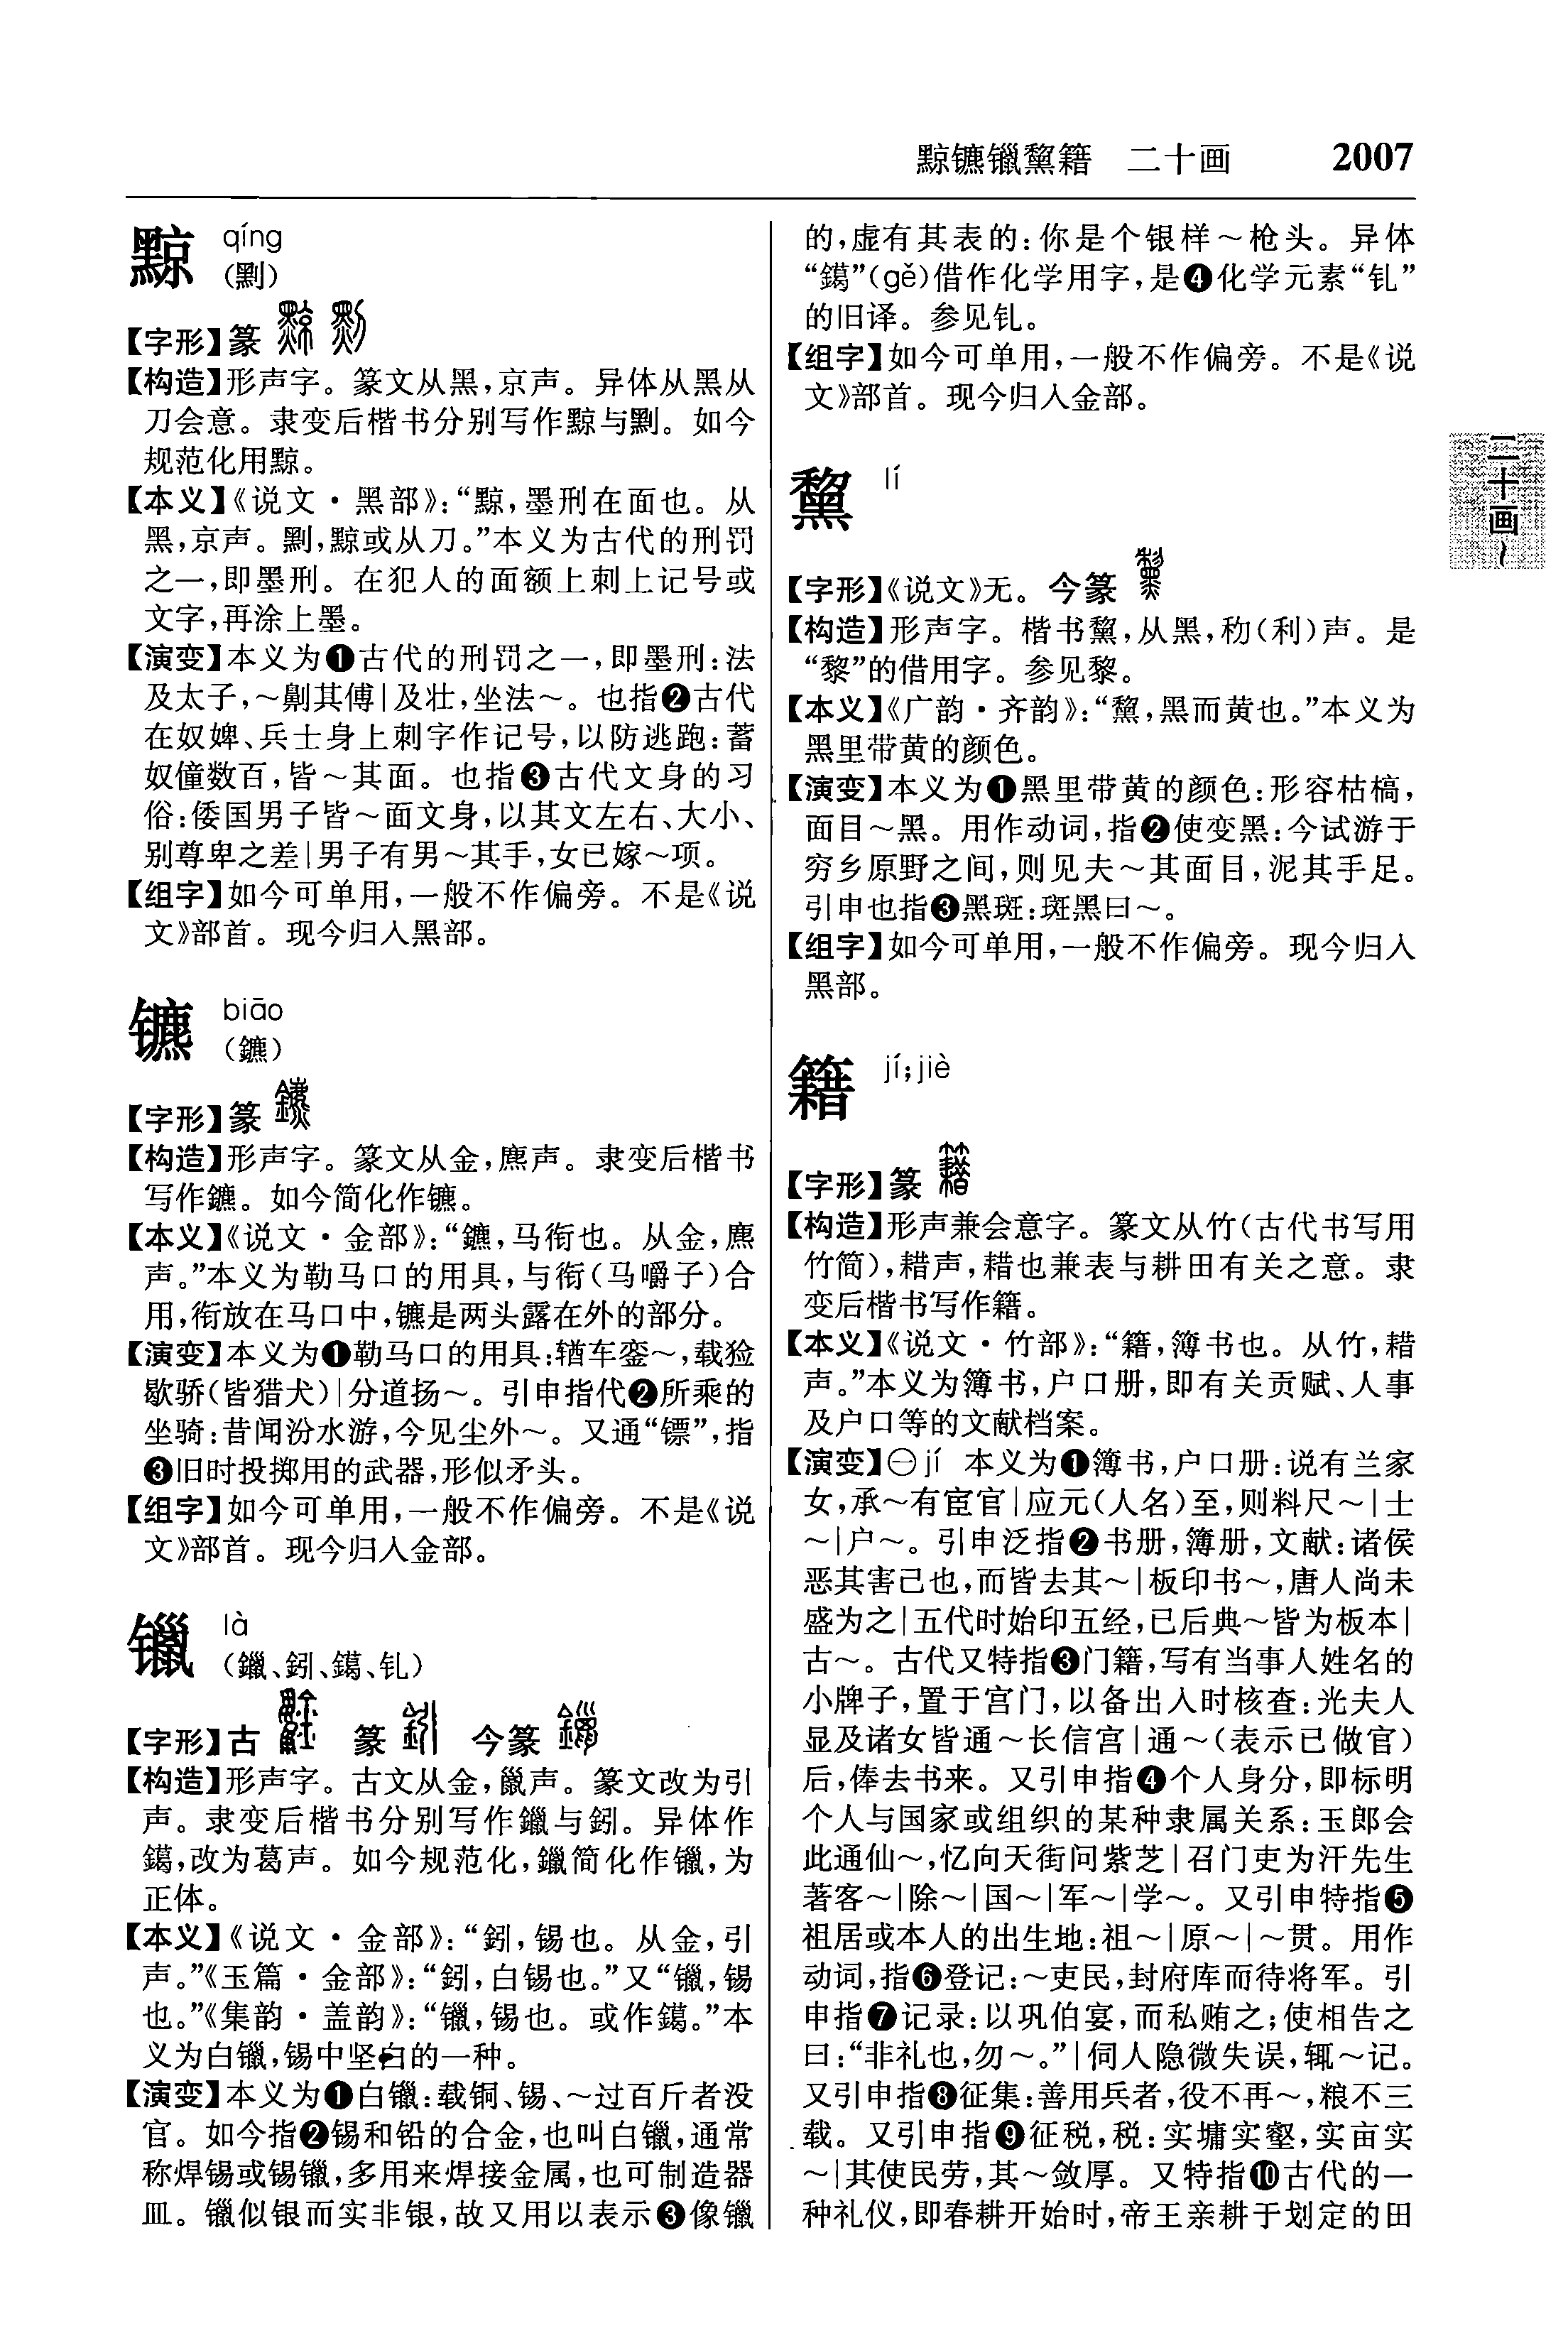 黥镳镴黧籍 二十画 2007
黥 qíng
(剠)
【字形】篆
【构造】形声字。篆文从黑,京声。异体从黑从
刀会意。隶变后楷书分别写作黥与剠。如今
规范化用黥。
【本义】《说文·黑部》:“黥,墨刑在面也。从
黑,京声。剠,黥或从刀。”本义为古代的刑罚
之一,即墨刑。在犯人的面额上刺上记号或
文字,再涂上墨。
【演变】本义为❶古代的刑罚之一,即墨刑:法
及太子,～劓其傅|及壮,坐法～。也指❷古代
在奴婢、兵士身上刺字作记号,以防逃跑:蓄
奴僮数百,皆～其面。也指❸古代文身的习
俗:倭国男子皆～面文身,以其文左右、大小、
别尊卑之差|男子有男～其手,女已嫁～项。
【组字】如今可单用,一般不作偏旁。不是《说
文》部首。现今归入黑部。
镳 biāo
(鑣)
【字形】篆
【构造】形声字。篆文从金,麃声。隶变后楷书
写作鑣。如今简化作镳。
【本义】《说文·金部》:“鑣,马衔也。从金,麃
声。”本义为勒马口的用具,与衔(马嚼子)合
用,衔放在马口中,镳是两头露在外的部分。
【演变】本义为❶勒马口的用具:輶车銮～,载猃
歇骄(皆猎犬)|分道扬～。引申指代❷所乘的
坐骑:昔闻汾水游,今见尘外～。又通“镖”,指
❸旧时投掷用的武器,形似矛头。
【组字】如今可单用,一般不作偏旁。不是《说
文》部首。现今归入金部。
镴 là
(鑞、鈏、鎘、钆)
【字形】古 篆 今篆
【构造】形声字。古文从金,鼠声。篆文改为引
声。隶变后楷书分别写作鑞与鈏。异体作
鎘,改为葛声。如今规范化,鑞简化作镴,为
正体。
【本义】《说文·金部》:“鈏,锡也。从金,引
声。”《玉篇·金部》:“鈏,白锡也。”又“镴,锡
也。”《集韵·盖韵》:“镴,锡也。或作鎘。”本
义为白镴,锡中坚白的一种。
【演变】本义为❶白镴:载铜、锡、～过百斤者没
官。如今指❷锡和铅的合金,也叫白镴,通常
称焊锡或锡镴,多用来焊接金属,也可制造器
皿。镴似银而实非银,故又用以表示❸像镴
的,虚有其表的:你是个银样～枪头。异体
“鎘”(gě)借作化学用字,是❹化学元素“钆”
的旧译。参见钆。
【组字】如今可单用,一般不作偏旁。不是《说
文》部首。现今归入金部。
黧 lí
【字形】《说文》无。今篆
【构造】形声字。楷书黧,从黑,㓩(利)声。是
“黎”的借用字。参见黎。
【本义】《广韵·齐韵》:“黧,黑而黄也。”本义为
黑里带黄的颜色。
【演变】本义为❶黑里带黄的颜色:形容枯槁,
面目～黑。用作动词,指❷使变黑:今试游于
穷乡原野之间,则见夫～其面目,泥其手足。
引申也指❸黑斑:斑黑曰～。
【组字】如今可单用,一般不作偏旁。现今归入
黑部。
籍 jí;jiè
【字形】篆
【构造】形声兼会意字。篆文从竹(古代书写用
竹简),耤声,耤也兼表与耕田有关之意。隶
变后楷书写作籍。
【本义】《说文·竹部》:“籍,簿书也。从竹,耤
声。”本义为簿书,户口册,即有关贡赋、人事
及户口等的文献档案。
【演变】㊀jí 本义为❶簿书,户口册:说有兰家
女,承～有宦官|应元(人名)至,则料尺～|士
～|户～。引申泛指❷书册,簿册,文献:诸侯
恶其害己也,而皆去其～|板印书～,唐人尚未
盛为之|五代时始印五经,已后典～皆为板本|
古～。古代又特指❸门籍,写有当事人姓名的
小牌子,置于宫门,以备出入时核查:光夫人
显及诸女皆通～长信宫|通～(表示已做官)
后,俸去书来。又引申指❹个人身分,即标明
个人与国家或组织的某种隶属关系:玉郎会
此通仙～,忆向天街问紫芝|召门吏为汗先生
著客～|除～|国～|军～|学～。又引申特指❺
祖居或本人的出生地:祖～|原～|～贯。用作
动词,指❻登记:～吏民,封府库而待将军。引
申指❼记录:以巩伯宴,而私贿之;使相告之
曰:“非礼也,勿～。”|伺人隐微失误,辄～记。
又引申指❽征集:善用兵者,役不再～,粮不三
载。又引申指❾征税,税:实墉实壑,实亩实
～|其使民劳,其～敛厚。又特指❿古代的一
种礼仪,即春耕开始时,帝王亲耕于划定的田
二十画～